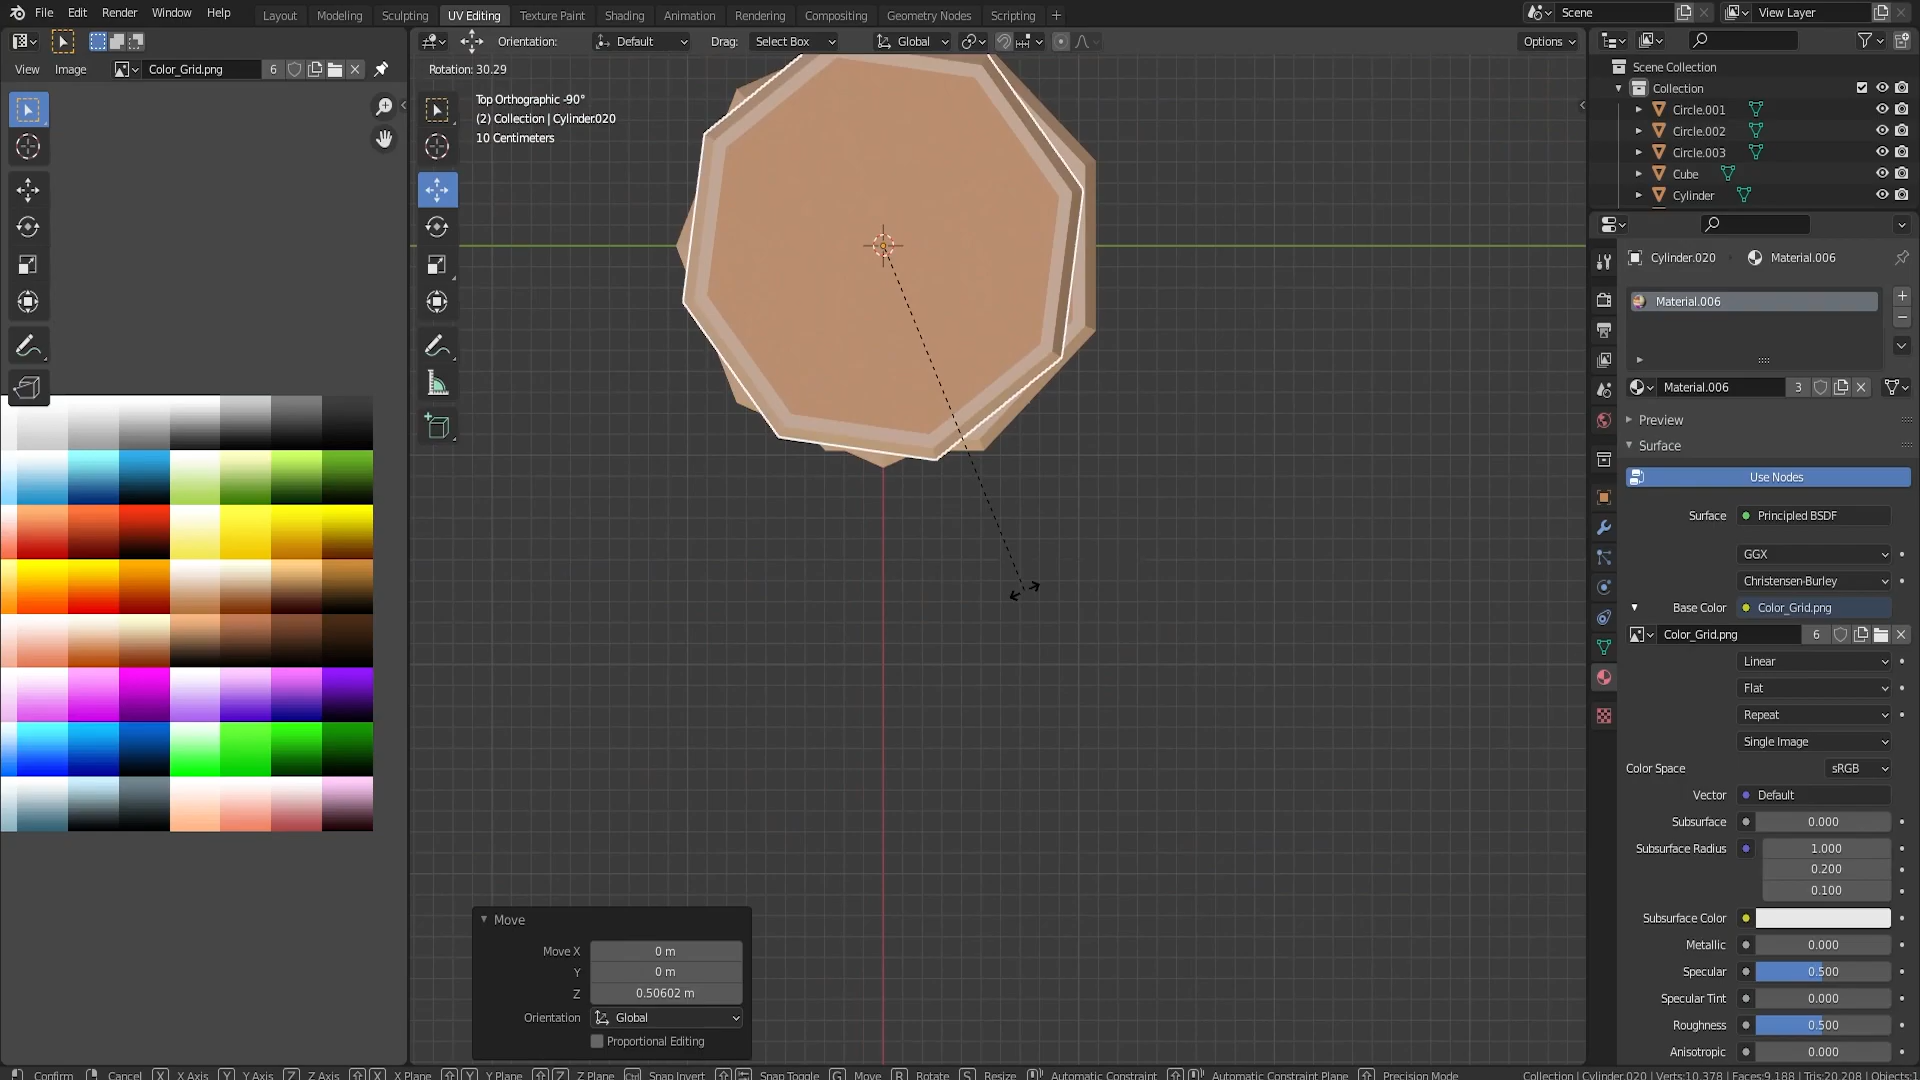 File Edit Render Window Help Layout Modeling Sculpting UV Editing Texture Paint Shading Animation Rendering Compositing Geometry Nodes Scripting + Scene View Layer
Orientation: Default Drag: Select Box Global Options
View Image Color_Grid.png 6
Rotation: 30.29
Top Orthographic -90°
(2) Collection | Cylinder.020
10 Centimeters
Scene Collection
Collection
Circle.001
Circle.002
Circle.003
Cube
Cylinder
Cylinder.020 Material.006
Material.006
Material.006 3
Preview
Surface
Use Nodes
Surface Principled BSDF
GGX
Christensen-Burley
Base Color Color_Grid.png
Color_Grid.png 6
Linear
Flat
Repeat
Single Image
Color Space sRGB
Vector Default
Subsurface 0.000
Subsurface Radius 1.000
0.200
0.100
Subsurface Color
Metallic 0.000
Specular 0.500
Specular Tint 0.000
Roughness 0.500
Anisotropic 0.000
Move
Move X 0 m
Y 0 m
Z 0.50602 m
Orientation Global
Proportional Editing
Confirm Cancel X X Axis Y Y Axis Z Z Axis X X Plane Y Y Plane Z Z Plane Ctrl Snap Invert Snap Toggle G Move R Rotate S Resize Automatic Constraint Automatic Constraint Plane Precision Mode Collection | Cylinder.020 | Verts:10.378 | Faces:9.188 | Tris:20.208 | Objects:1